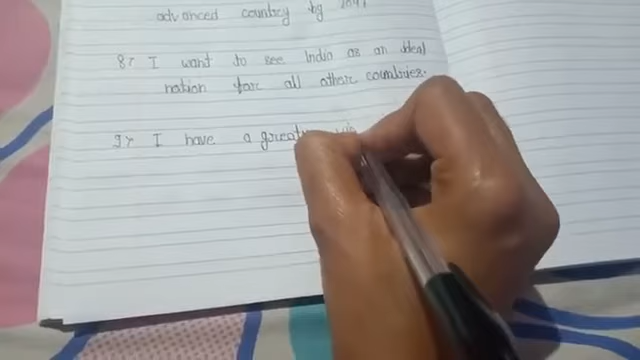 advanced country by 2047
8) I want to see India as an ideal
nation for all other countries.
9) I have a great